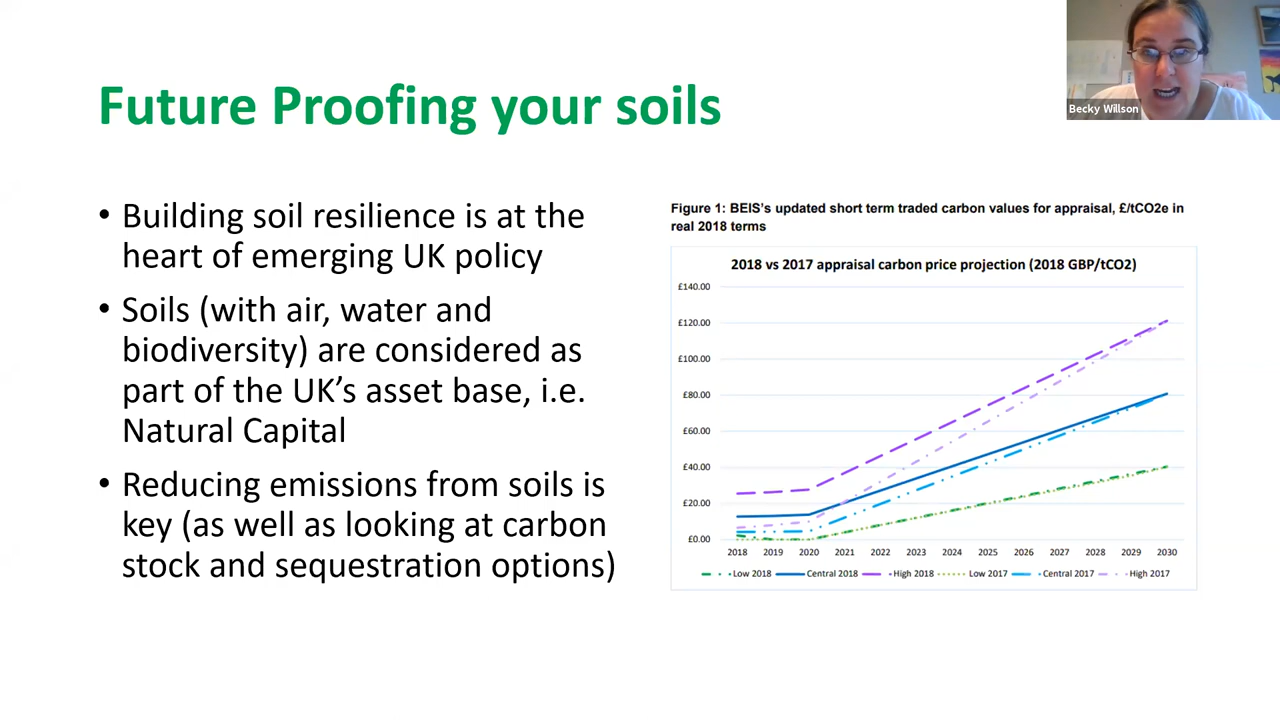 Becky Willson
Future Proofing your soils
• Building soil resilience is at the
heart of emerging UK policy
• Soils (with air, water and
biodiversity) are considered as
part of the UK’s asset base, i.e.
Natural Capital
• Reducing emissions from soils is
key (as well as looking at carbon
stock and sequestration options)
Figure 1: BEIS’s updated short term traded carbon values for appraisal, £/tCO2e in
real 2018 terms
2018 vs 2017 appraisal carbon price projection (2018 GBP/tCO2)
£140.00
£120.00
£100.00
£80.00
£60.00
£40.00
£20.00
£0.00
2018 2019 2020 2021 2022 2023 2024 2025 2026 2027 2028 2029 2030
Low 2018 Central 2018 High 2018 Low 2017 Central 2017 High 2017